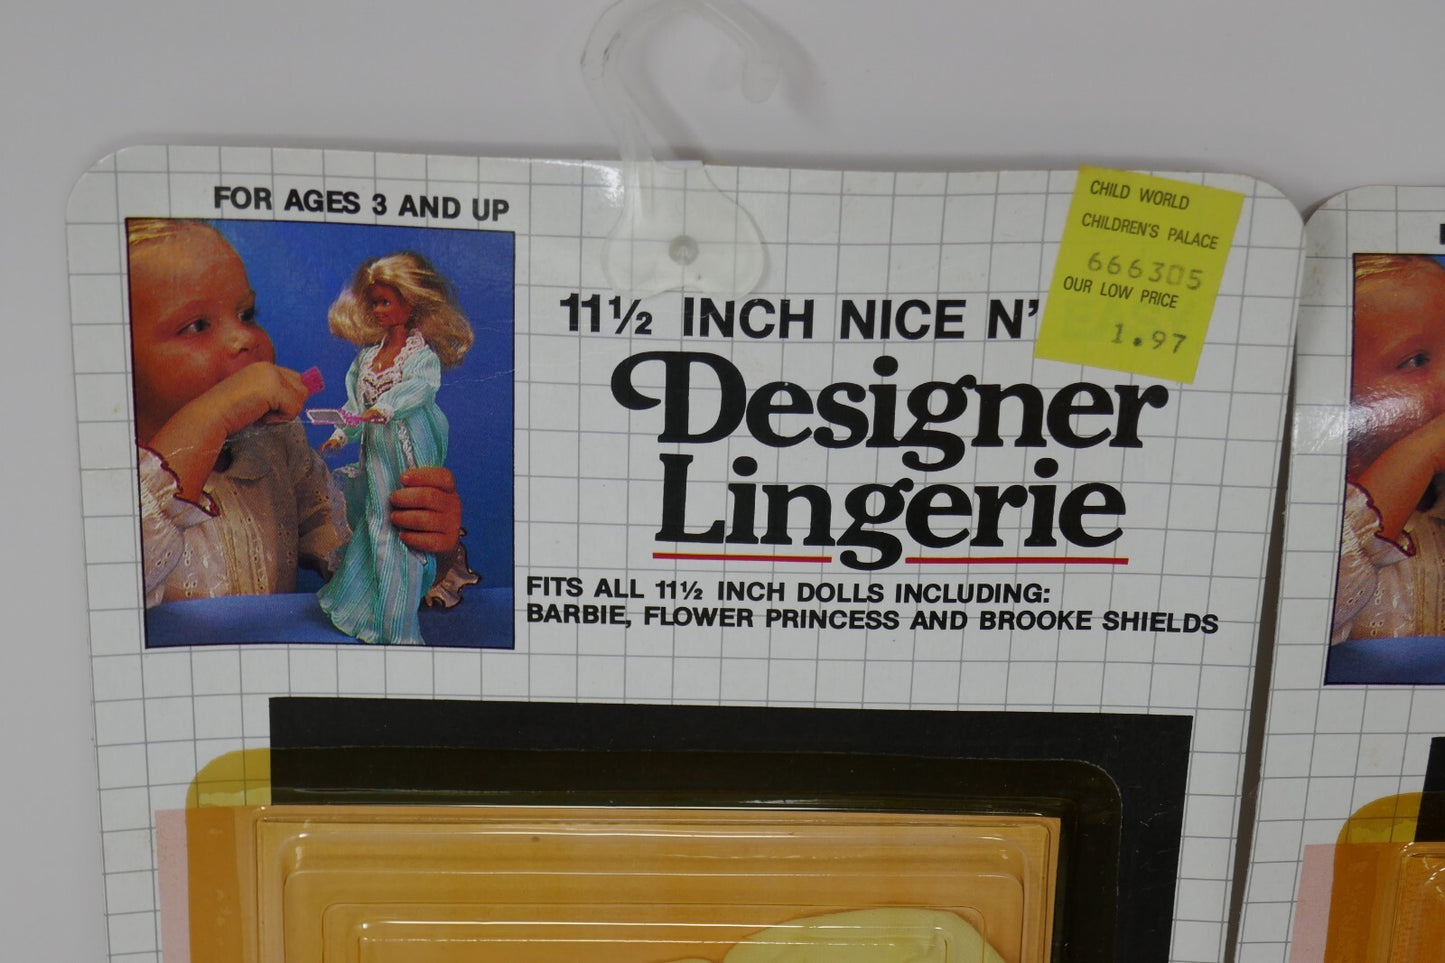 FOR AGES 3 AND UP
CHILD WORLD
CHILDREN'S PALACE
666305
OUR LOW PRICE
1.97
11½ INCH NICE N'
Designer
Lingerie
FITS ALL 11½ INCH DOLLS INCLUDING:
BARBIE, FLOWER PRINCESS AND BROOKE SHIELDS